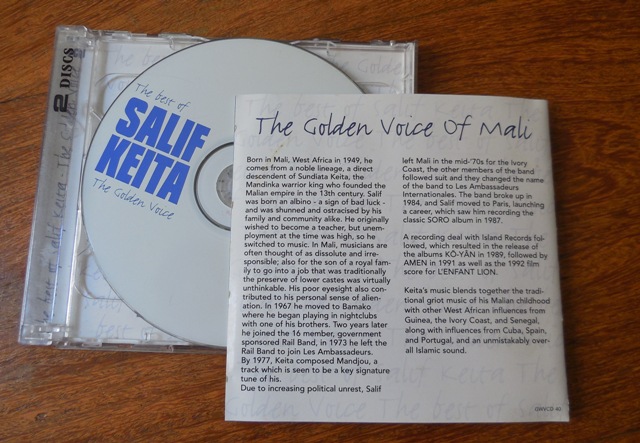 2 DISCS
The best of
SALIF
KEITA
The Golden Voice
The Golden Voice Of Mali
Born in Mali, West Africa in 1949, he
comes from a noble lineage, a direct
descendent of Sundiata Keita, the
Mandinka warrior king who founded the
Malian empire in the 13th century. Salif
was born an albino - a sign of bad luck -
and was shunned and ostracised by his
family and community alike. He originally
wished to become a teacher, but unem-
ployment at the time was high, so he
switched to music. In Mali, musicians are
often thought of as dissolute and irre-
sponsible; also for the son of a royal fam-
ily to go into a job that was traditionally
the preserve of lower castes was virtually
unthinkable. His poor eyesight also con-
tributed to his personal sense of alien-
ation. In 1967 he moved to Bamako
where he began playing in nightclubs
with one of his brothers. Two years later
he joined the 16 member, government
sponsored Rail Band, in 1973 he left the
Rail Band to join Les Ambassadeurs.
By 1977, Keita composed Mandjou, a
track which is seen to be a key signature
tune of his.
Due to increasing political unrest, Salif
left Mali in the mid-'70s for the Ivory
Coast, the other members of the band
followed suit and they changed the name
of the band to Les Ambassadeurs
Internationales. The band broke up in
1984, and Salif moved to Paris, launching
a career, which saw him recording the
classic SORO album in 1987.
A recording deal with Island Records fol-
lowed, which resulted in the release of
the albums KÔ-YÂN in 1989, followed by
AMEN in 1991 as well as the 1992 film
score for L'ENFANT LION.
Keita's music blends together the tradi-
tional griot music of his Malian childhood
with other West African influences from
Guinea, the Ivory Coast, and Senegal,
along with influences from Cuba, Spain,
and Portugal, and an unmistakably over-
all Islamic sound.